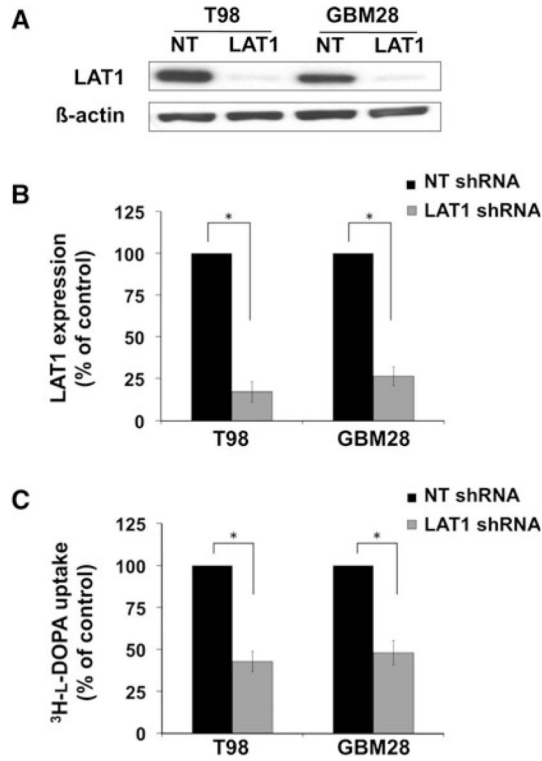 A
T98 GBM28
NT LAT1 NT LAT1
LAT1
ß-actin
B
NT shRNA
LAT1 shRNA
LAT1 expression
(% of control)
125
*
*
100
75
50
25
0
T98 GBM28
C
NT shRNA
LAT1 shRNA
³H-L-DOPA uptake
(% of control)
125
*
*
100
75
50
25
0
T98 GBM28